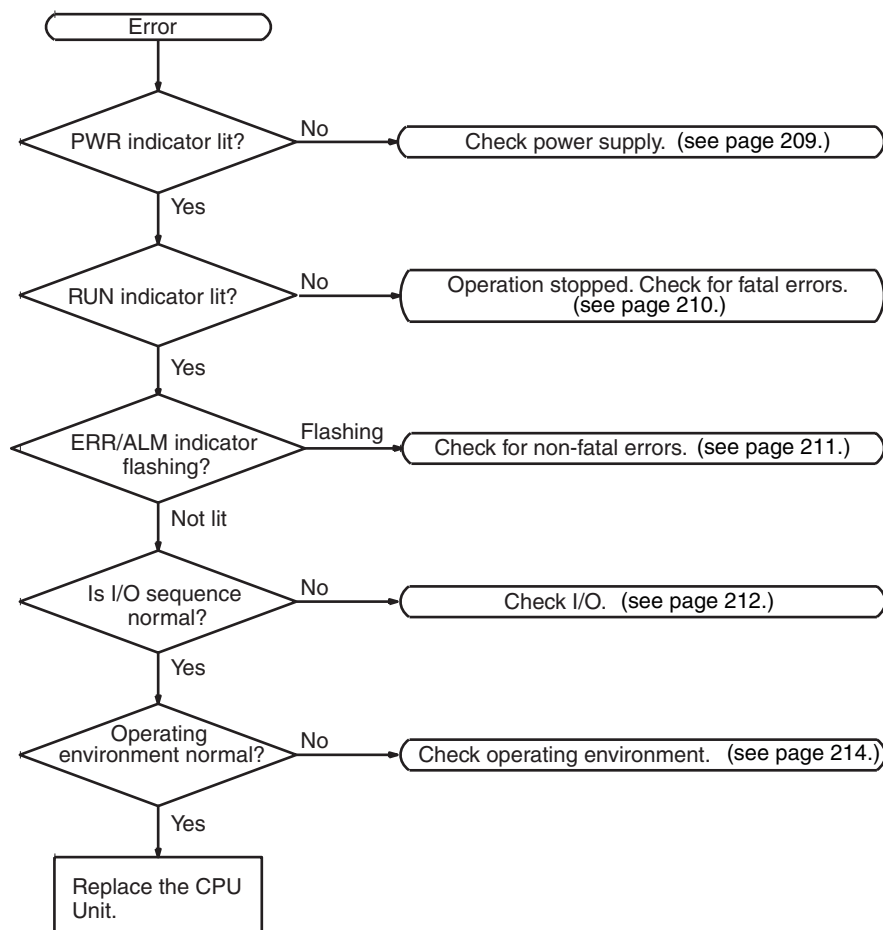 Error
PWR indicator lit?
No
Check power supply. (see page 209.)
Yes
RUN indicator lit?
No
Operation stopped. Check for fatal errors.
(see page 210.)
Yes
ERR/ALM indicator
flashing?
Flashing
Check for non-fatal errors. (see page 211.)
Not lit
Is I/O sequence
normal?
No
Check I/O. (see page 212.)
Yes
Operating
environment normal?
No
Check operating environment. (see page 214.)
Yes
Replace the CPU
Unit.